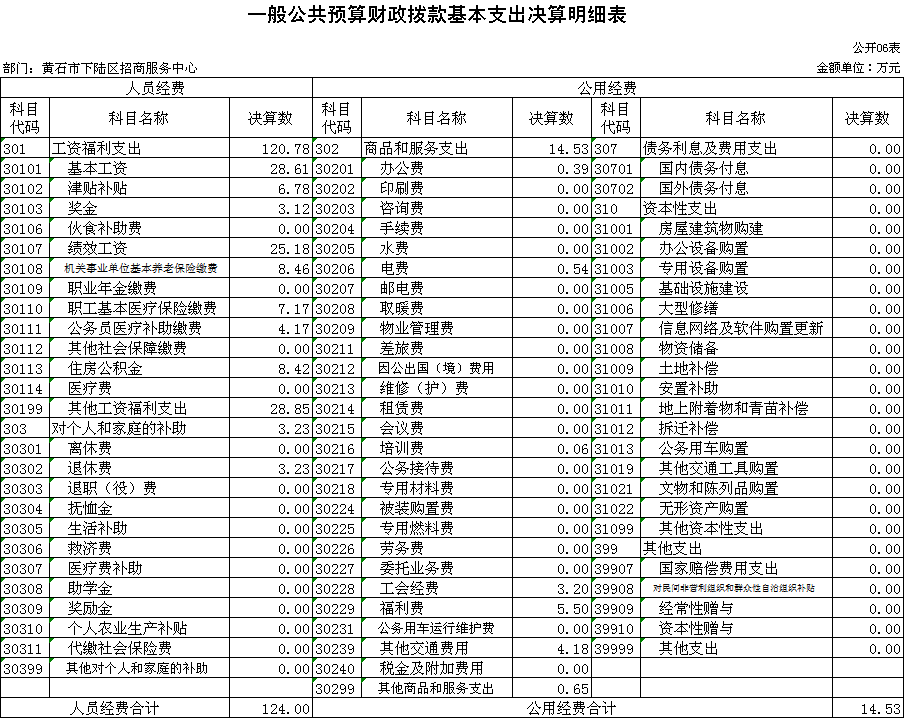 一般公共预算财政拨款基本支出决算明细表
公开06表
部门：黄石市下陆区招商服务中心 金额单位：万元
人员经费 公用经费
科目代码 科目名称 决算数 科目代码 科目名称 决算数 科目代码 科目名称 决算数
301 工资福利支出 120.78 302 商品和服务支出 14.53 307 债务利息及费用支出 0.00
30101 基本工资 28.61 30201 办公费 0.39 30701 国内债务付息 0.00
30102 津贴补贴 6.78 30202 印刷费 0.00 30702 国外债务付息 0.00
30103 奖金 3.12 30203 咨询费 0.00 310 资本性支出 0.00
30106 伙食补助费 0.00 30204 手续费 0.00 31001 房屋建筑物购建 0.00
30107 绩效工资 25.18 30205 水费 0.00 31002 办公设备购置 0.00
30108 机关事业单位基本养老保险缴费 8.46 30206 电费 0.54 31003 专用设备购置 0.00
30109 职业年金缴费 0.00 30207 邮电费 0.00 31005 基础设施建设 0.00
30110 职工基本医疗保险缴费 7.17 30208 取暖费 0.00 31006 大型修缮 0.00
30111 公务员医疗补助缴费 4.17 30209 物业管理费 0.00 31007 信息网络及软件购置更新 0.00
30112 其他社会保障缴费 0.00 30211 差旅费 0.00 31008 物资储备 0.00
30113 住房公积金 8.42 30212 因公出国（境）费用 0.00 31009 土地补偿 0.00
30114 医疗费 0.00 30213 维修（护）费 0.00 31010 安置补助 0.00
30199 其他工资福利支出 28.85 30214 租赁费 0.00 31011 地上附着物和青苗补偿 0.00
303 对个人和家庭的补助 3.23 30215 会议费 0.00 31012 拆迁补偿 0.00
30301 离休费 0.00 30216 培训费 0.06 31013 公务用车购置 0.00
30302 退休费 3.23 30217 公务接待费 0.00 31019 其他交通工具购置 0.00
30303 退职（役）费 0.00 30218 专用材料费 0.00 31021 文物和陈列品购置 0.00
30304 抚恤金 0.00 30224 被装购置费 0.00 31022 无形资产购置 0.00
30305 生活补助 0.00 30225 专用燃料费 0.00 31099 其他资本性支出 0.00
30306 救济费 0.00 30226 劳务费 0.00 399 其他支出 0.00
30307 医疗费补助 0.00 30227 委托业务费 0.00 39907 国家赔偿费用支出 0.00
30308 助学金 0.00 30228 工会经费 3.20 39908 对民间非营利组织和群众性自治组织补贴 0.00
30309 奖励金 0.00 30229 福利费 5.50 39909 经常性赠与 0.00
30310 个人农业生产补贴 0.00 30231 公务用车运行维护费 0.00 39910 资本性赠与 0.00
30311 代缴社会保险费 0.00 30239 其他交通费用 4.18 39999 其他支出 0.00
30399 其他对个人和家庭的补助 0.00 30240 税金及附加费用 0.00
30299 其他商品和服务支出 0.65
人员经费合计 124.00 公用经费合计 14.53